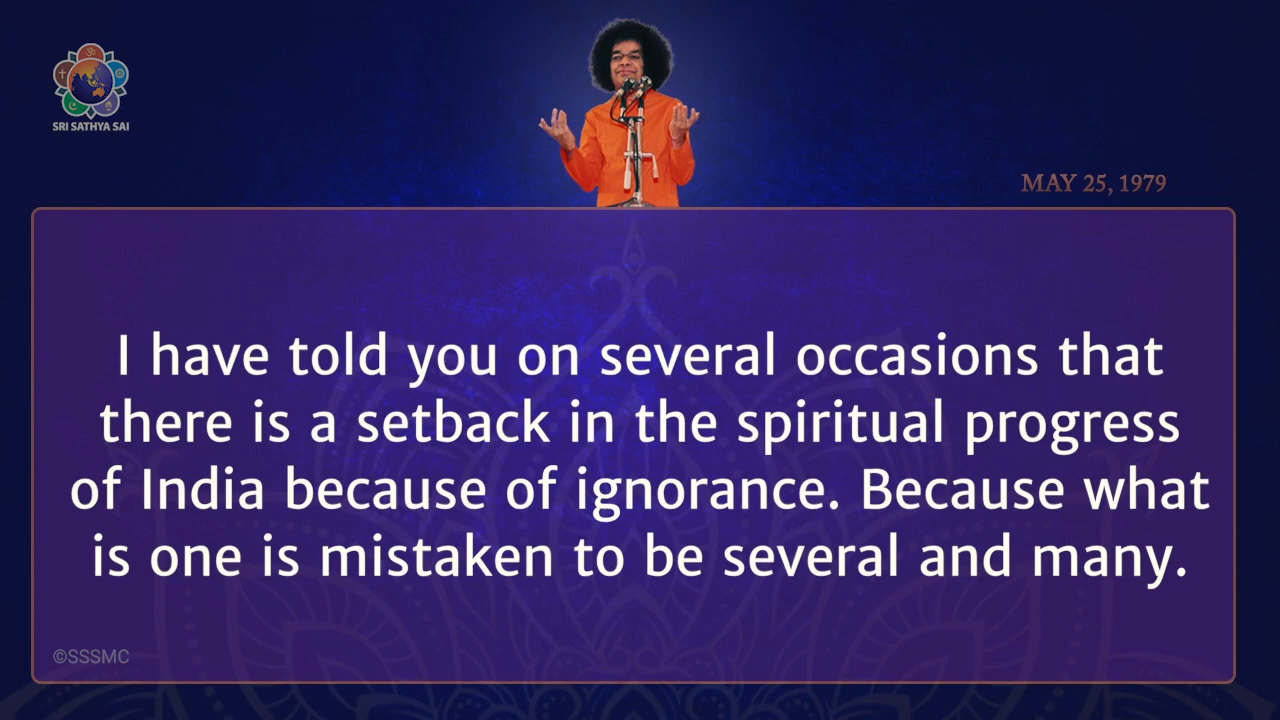 SRI SATHYA SAI
MAY 25, 1979
I have told you on several occasions that
there is a setback in the spiritual progress
of India because of ignorance. Because what
is one is mistaken to be several and many.
©SSSMC